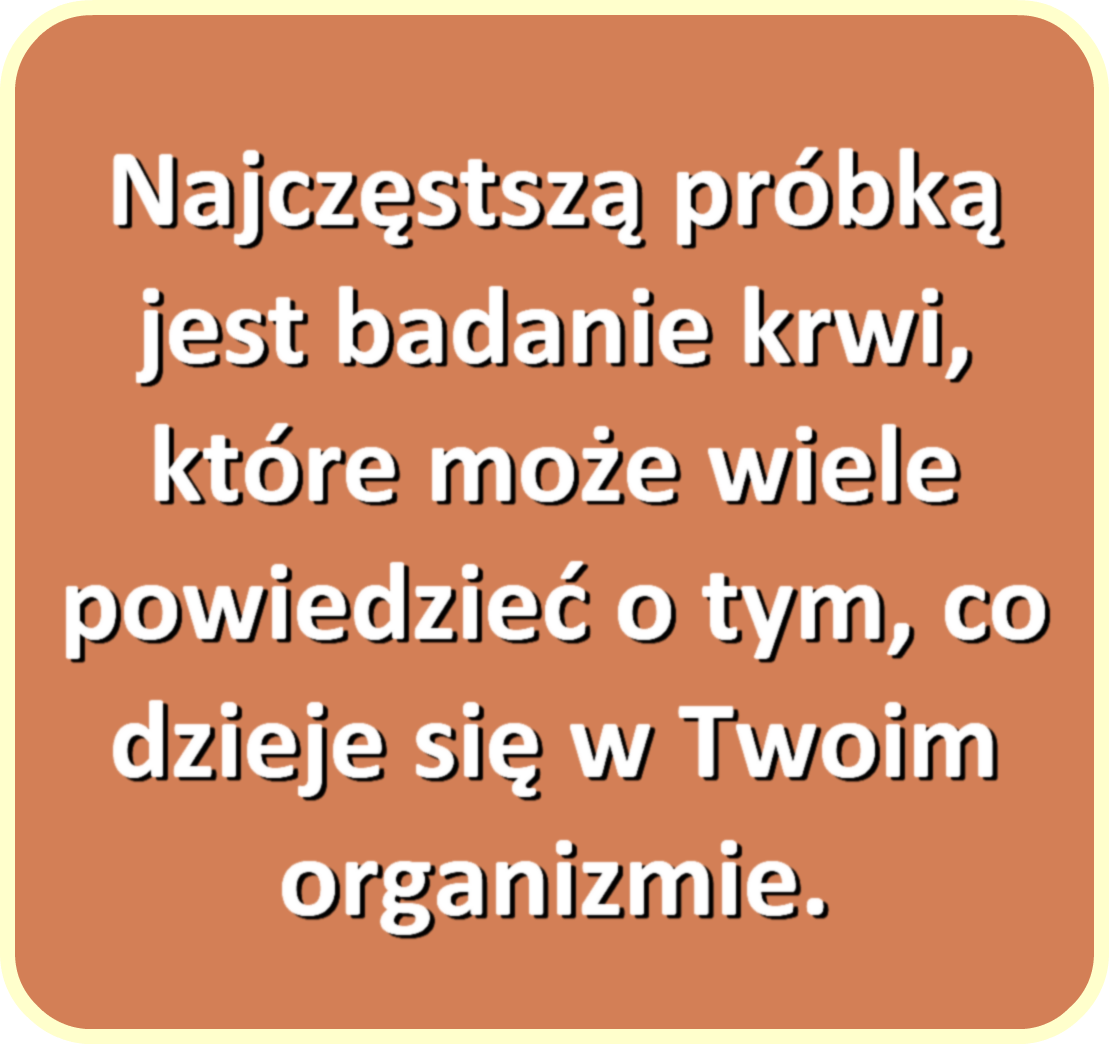 Najczęstszą próbką
jest badanie krwi,
które może wiele
powiedzieć o tym, co
dzieje się w Twoim
organizmie.